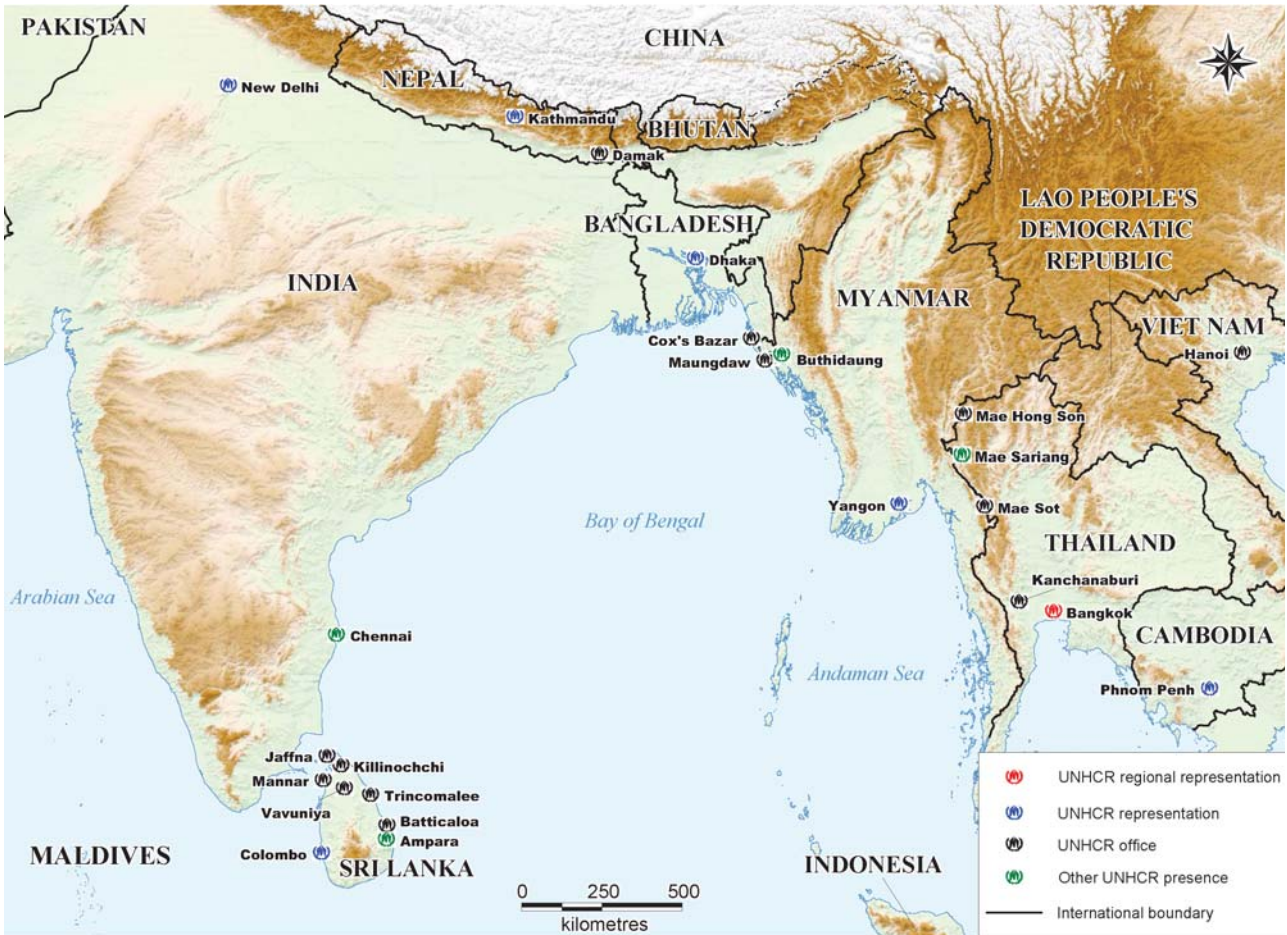 PAKISTAN
CHINA
NEPAL
New Delhi
Kathmandu
BHUTAN
Damak
LAO PEOPLE'S
DEMOCRATIC
REPUBLIC
BANGLADESH
Dhaka
INDIA
MYANMAR
VIET NAM
Hanoi
Cox's Bazar
Maungdaw
Buthidaung
Mae Hong Son
Mae Sariang
Yangon
Mae Sot
Bay of Bengal
THAILAND
Kanchanaburi
Arabian Sea
Bangkok
Chennai
CAMBODIA
Andaman Sea
Phnom Penh
Jaffna
Killinochchi
Mannar
Trincomalee
Vavuniya
Batticaloa
Ampara
Colombo
MALDIVES
SRI LANKA
INDONESIA
0 250 500
kilometres
UNHCR regional representation
UNHCR representation
UNHCR office
Other UNHCR presence
International boundary